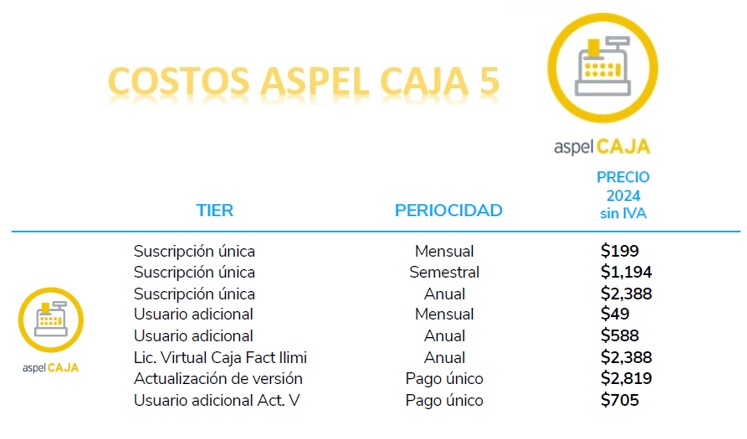 COSTOS ASPEL CAJA 5
aspel CAJA
TIER PERIOCIDAD PRECIO 2024 sin IVA
Suscripción única Mensual $199
Suscripción única Semestral $1,194
Suscripción única Anual $2,388
Usuario adicional Mensual $49
Usuario adicional Anual $588
Lic. Virtual Caja Fact Ilimi Anual $2,388
Actualización de versión Pago único $2,819
Usuario adicional Act. V Pago único $705
aspel CAJA